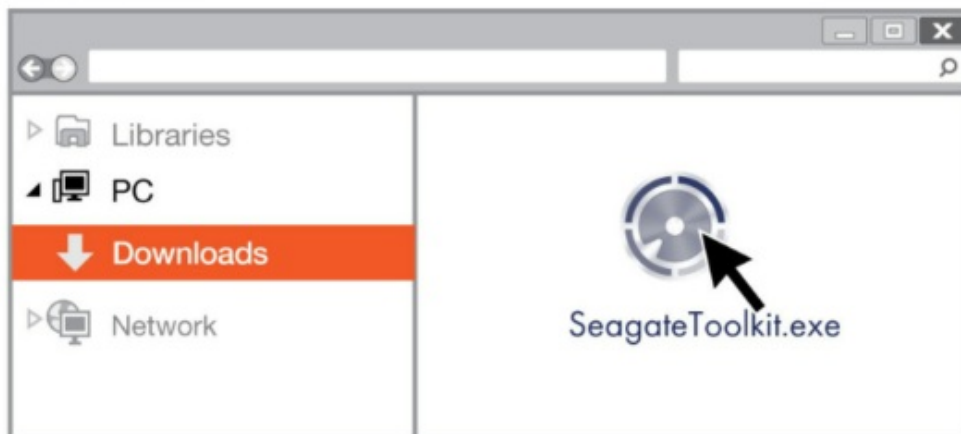 Libraries
PC
Downloads
Network
SeagateToolkit.exe